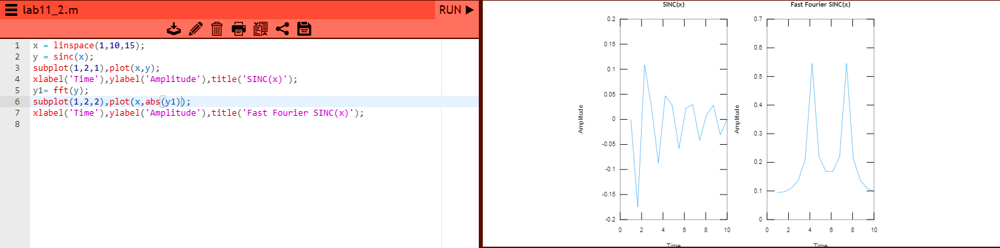 lab11_2.m
RUN
1 x = linspace(1,10,15);
2 y = sinc(x);
3 subplot(1,2,1),plot(x,y);
4 xlabel('Time'),ylabel('Amplitude'),title('SINC(x)');
5 y1= fft(y);
6 subplot(1,2,2),plot(x,abs(y1));
7 xlabel('Time'),ylabel('Amplitude'),title('Fast Fourier SINC(x)');
8
SINC(x)
0.2
0.15
0.1
0.05
0
-0.05
-0.1
-0.15
-0.2
Amplitude
0 2 4 6 8 10
Time
Fast Fourier SINC(x)
0.7
0.6
0.5
0.4
0.3
0.2
0.1
0
Amplitude
0 2 4 6 8 10
Time